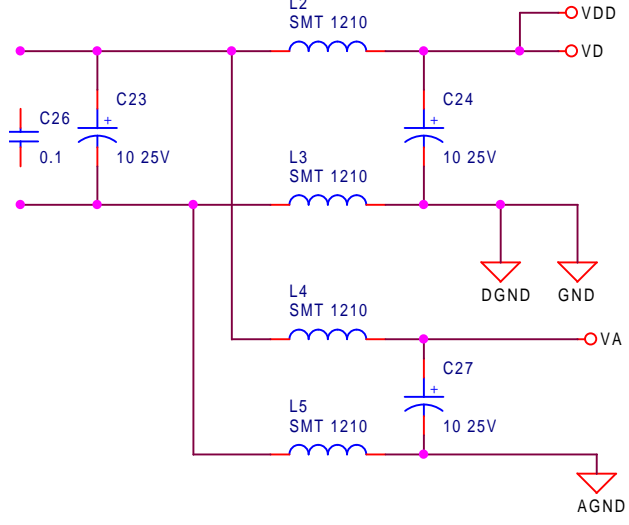 L2
SMT 1210
VDD
VD
C23
+
10 25V
C26
0.1
C24
+
10 25V
L3
SMT 1210
DGND
GND
L4
SMT 1210
VA
C27
+
10 25V
L5
SMT 1210
AGND